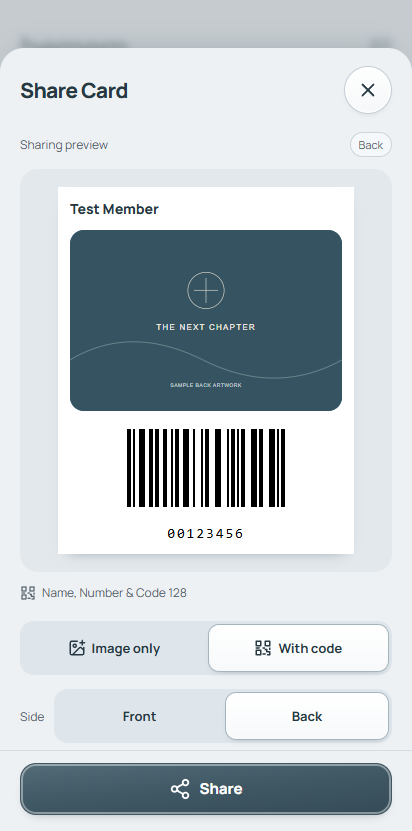 Share Card
Sharing preview
Back
Test Member
THE NEXT CHAPTER
SAMPLE BACK ARTWORK
00123456
Name, Number & Code 128
Image only
With code
Side
Front
Back
Share